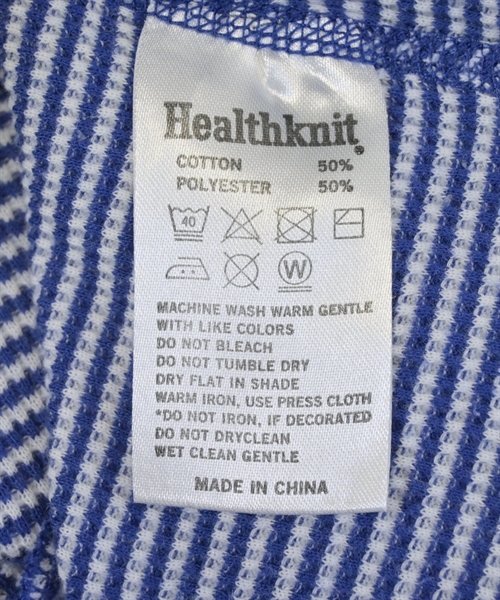 Healthknit
COTTON 50%
POLYESTER 50%
40
W
MACHINE WASH WARM GENTLE
WITH LIKE COLORS
DO NOT BLEACH
DO NOT TUMBLE DRY
DRY FLAT IN SHADE
WARM IRON, USE PRESS CLOTH
*DO NOT IRON, IF DECORATED
DO NOT DRYCLEAN
WET CLEAN GENTLE
MADE IN CHINA